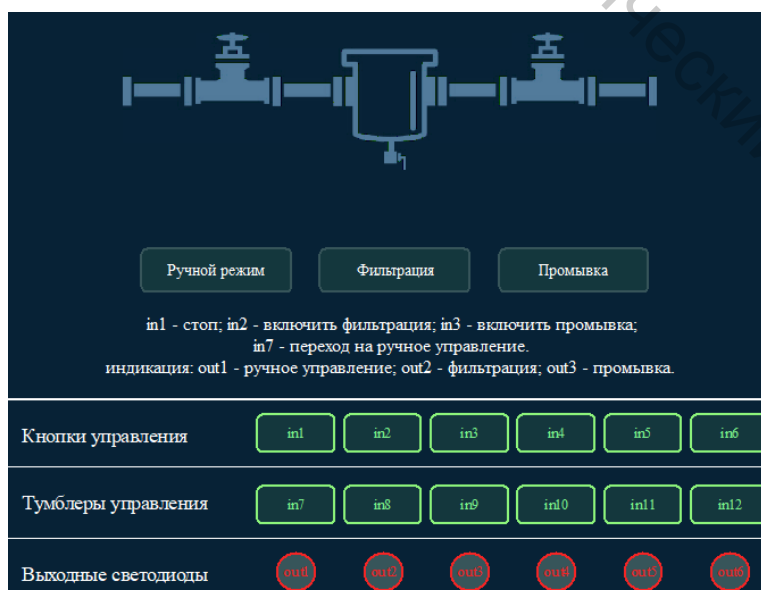 Ручной режим Фильтрация Промывка
in1 - стоп; in2 - включить фильтрация; in3 - включить промывка;
in7 - переход на ручное управление.
индикация: out1 - ручное управление; out2 - фильтрация; out3 - промывка.
Кнопки управления in1 in2 in3 in4 in5 in6
Тумблеры управления in7 in8 in9 in10 in11 in12
Выходные светодиоды out1 out2 out3 out4 out5 out6